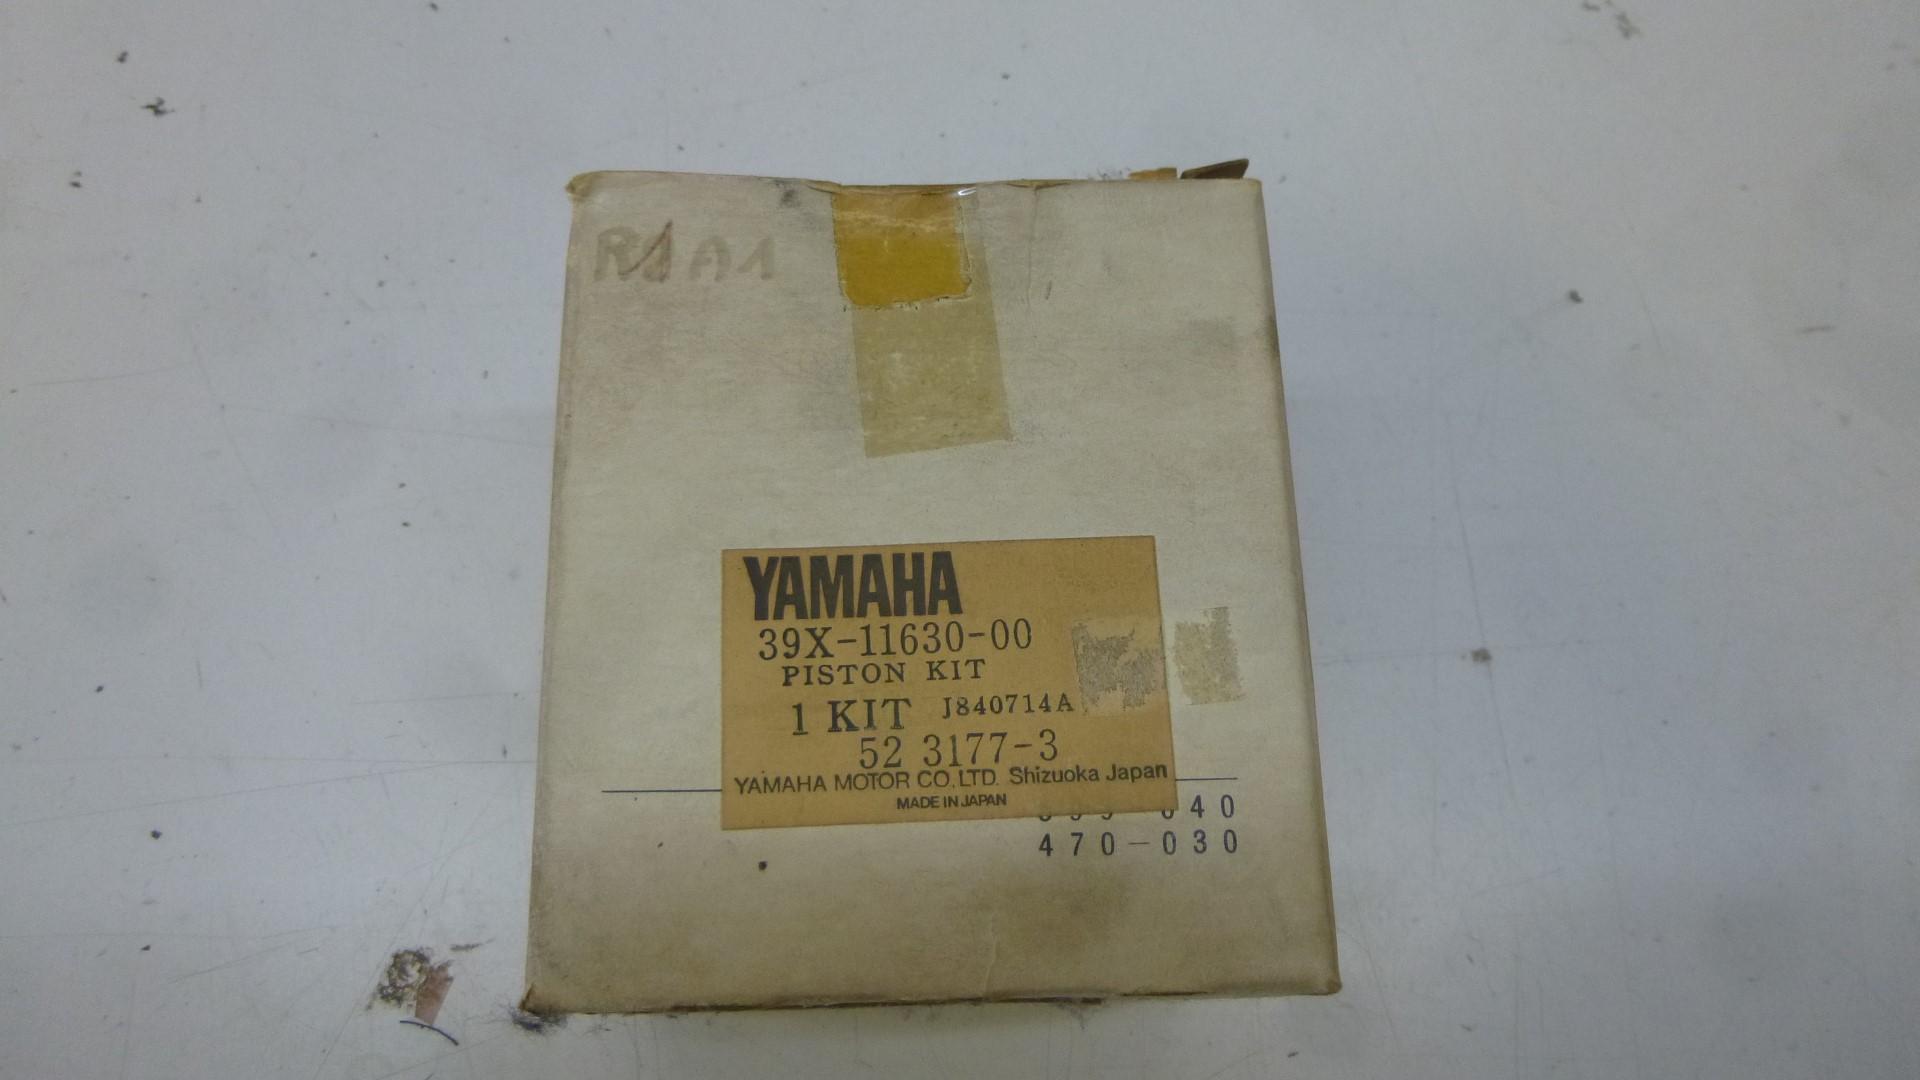 YAMAHA
39X-11630-00
PISTON KIT
1 KIT J840714A
52 3177-3
YAMAHA MOTOR CO., LTD. Shizuoka Japan
MADE IN JAPAN
40
470-030